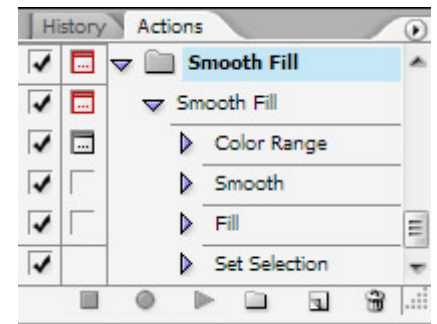 History Actions
Smooth Fill
Smooth Fill
Color Range
Smooth
Fill
Set Selection